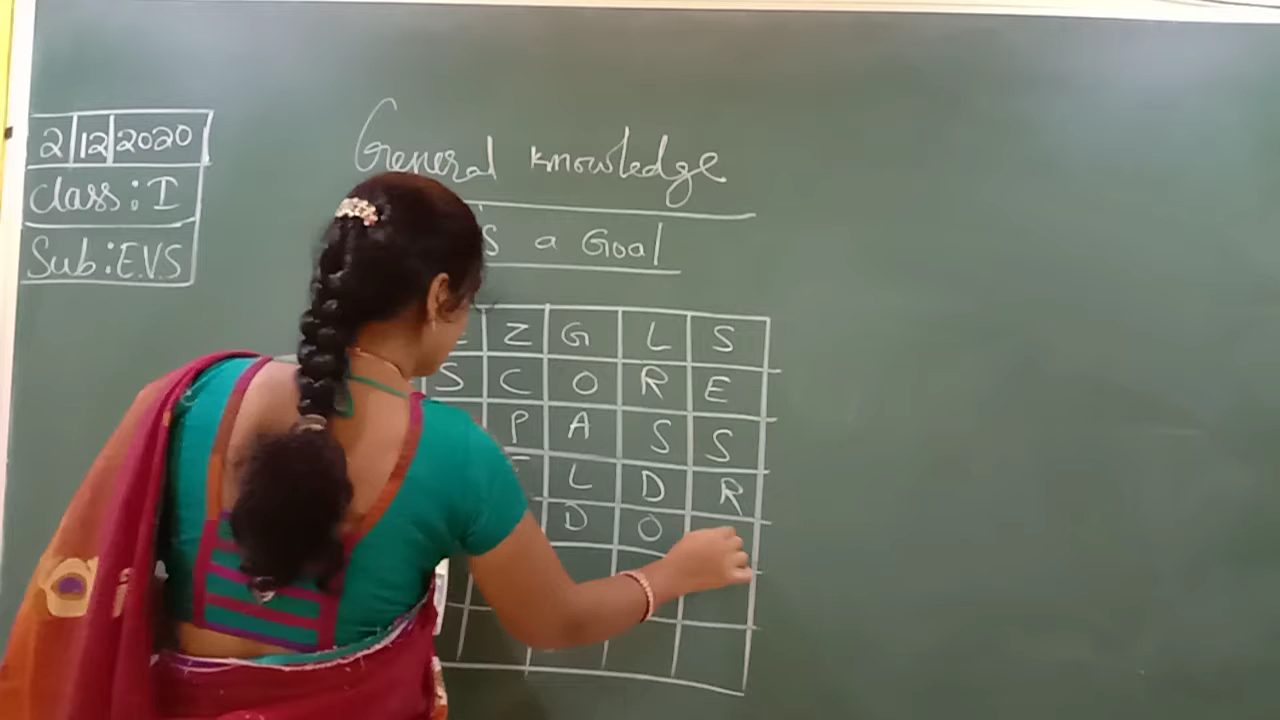 2|12|2020
Class : I
Sub : E.V.S
General knowledge
s a Goal
Z G L S
S C O R E
P A S S
L D R
D O